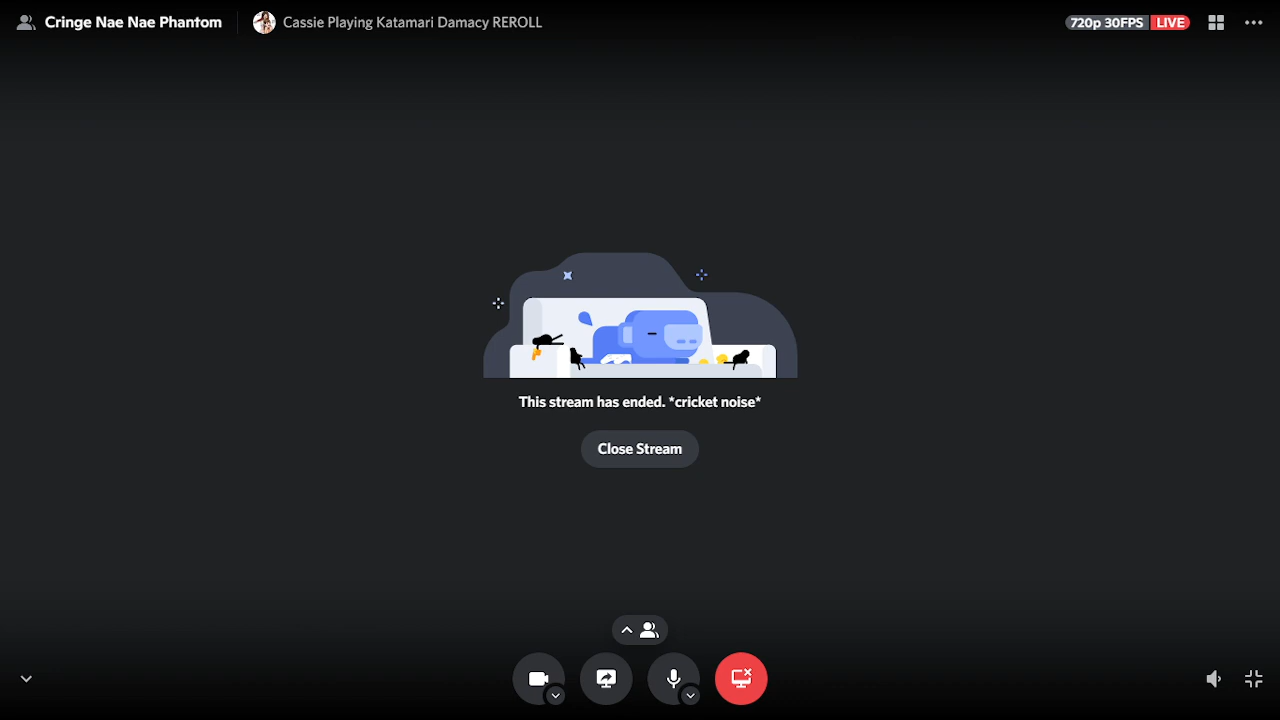 Cringe Nae Nae Phantom
Cassie Playing Katamari Damacy REROLL
720p 30FPS LIVE
This stream has ended. *cricket noise*
Close Stream